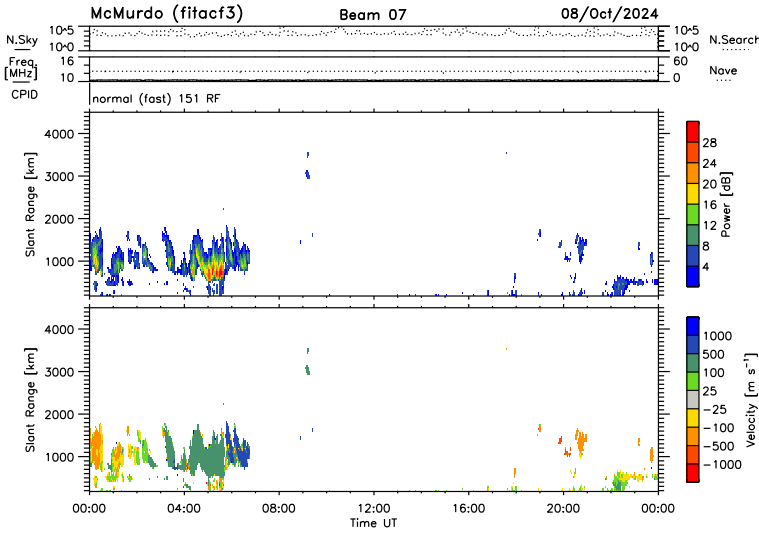 McMurdo (fitacf3) Beam 07 08/Oct/2024
N.Sky 10^5 10^0 10^5 10^0 N.Search
Freq. [MHz] 16 10 60 0 Nave
CPID normal (fast) 151 RF
Slant Range [km] 4000 3000 2000 1000
Power [dB] 28 24 20 16 12 8 4
Slant Range [km] 4000 3000 2000 1000
Velocity [m s⁻¹] 1000 500 100 25 −25 −100 −500 −1000
00:00 04:00 08:00 12:00 16:00 20:00 00:00
Time UT